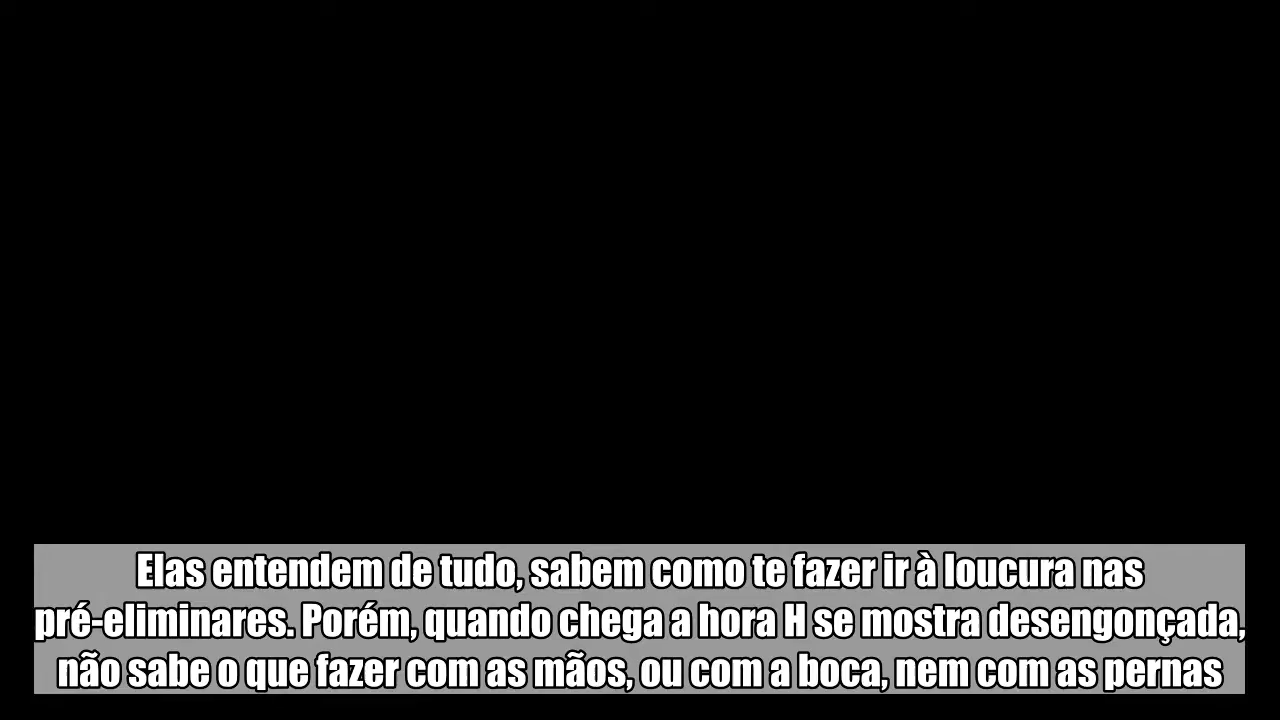 Elas entendem de tudo, sabem como te fazer ir à loucura nas
pré-eliminares. Porém, quando chega a hora H se mostra desengonçada,
não sabe o que fazer com as mãos, ou com a boca, nem com as pernas